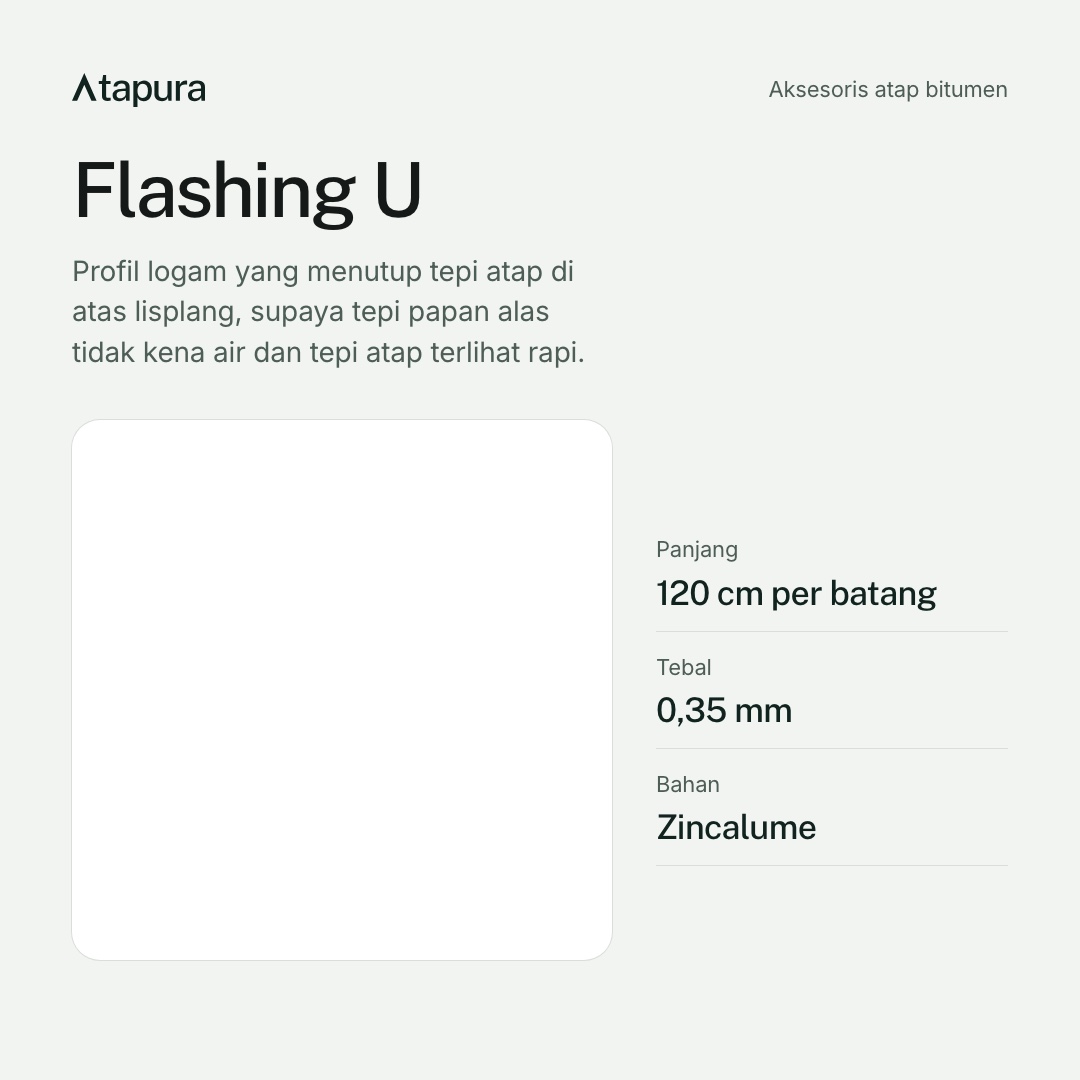 Atapura
Aksesoris atap bitumen
Flashing U
Profil logam yang menutup tepi atap di
atas lisplang, supaya tepi papan alas
tidak kena air dan tepi atap terlihat rapi.
Panjang
120 cm per batang
Tebal
0,35 mm
Bahan
Zincalume